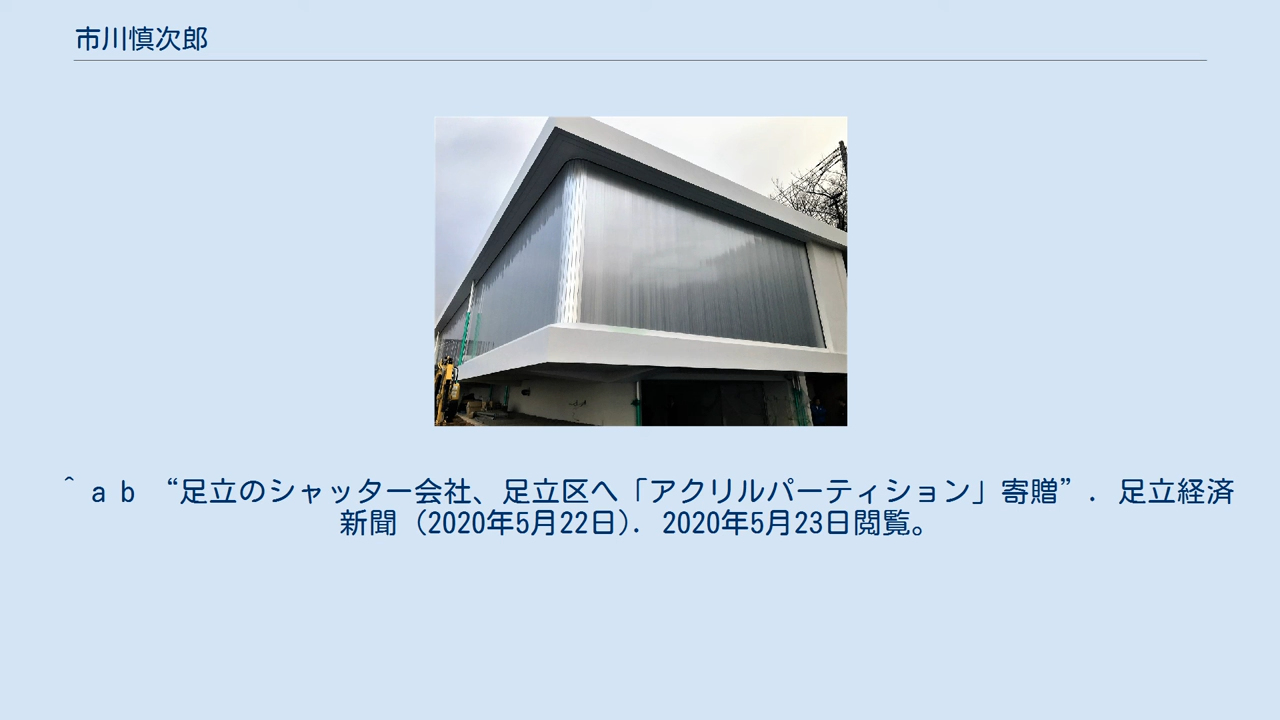 市川慎次郎
^ a b “足立のシャッター会社、足立区へ「アクリルパーティション」寄贈”. 足立経済
新聞 (2020年5月22日). 2020年5月23日閲覧。